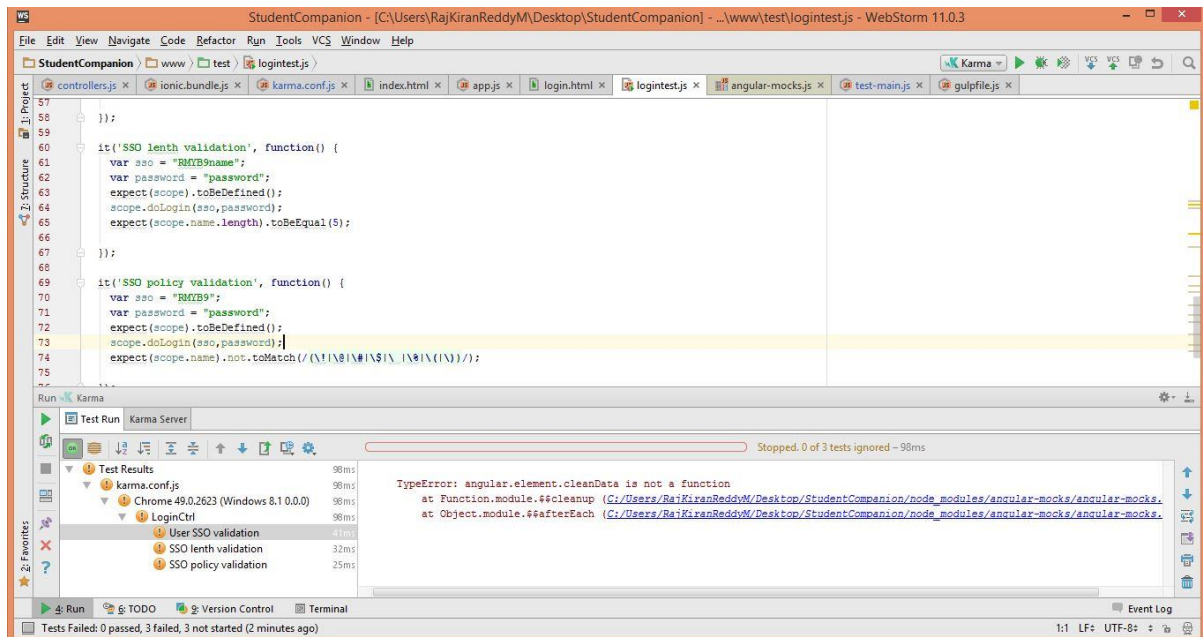 WS StudentCompanion - [C:\Users\RajKiranReddyM\Desktop\StudentCompanion] - ...\www\test\logintest.js - WebStorm 11.0.3
File Edit View Navigate Code Refactor Run Tools VCS Window Help
StudentCompanion www test logintest.js Karma VCS VCS
controllers.js × ionic.bundle.js × karma.conf.js × index.html × app.js × login.html × logintest.js × angular-mocks.js × test-main.js × gulpfile.js ×
1: Project
7: Structure
2: Favorites
57
58 });
59
60 it('SSO lenth validation', function() {
61 var sso = "RMYB9name";
62 var password = "password";
63 expect(scope).toBeDefined();
64 scope.doLogin(sso,password);
65 expect(scope.name.length).toBeEqual(5);
66
67 });
68
69 it('SSO policy validation', function() {
70 var sso = "RMYB9";
71 var password = "password";
72 expect(scope).toBeDefined();
73 scope.doLogin(sso,password);
74 expect(scope.name).not.toMatch(/(\!|\@|\#|\$|\ |\%|\(|\))/);
75
Run Karma
Test Run Karma Server
Stopped. 0 of 3 tests ignored – 98ms
Test Results 98ms
karma.conf.js 98ms
Chrome 49.0.2623 (Windows 8.1 0.0.0) 98ms
LoginCtrl 98ms
User SSO validation 41ms
SSO lenth validation 32ms
SSO policy validation 25ms
TypeError: angular.element.cleanData is not a function
at Function.module.$$cleanup (C:/Users/RajKiranReddyM/Desktop/StudentCompanion/node_modules/angular-mocks/angular-mocks.
at Object.module.$$afterEach (C:/Users/RajKiranReddyM/Desktop/StudentCompanion/node_modules/angular-mocks/angular-mocks.
4: Run 6: TODO 9: Version Control Terminal Event Log
Tests Failed: 0 passed, 3 failed, 3 not started (2 minutes ago) 1:1 LF÷ UTF-8÷